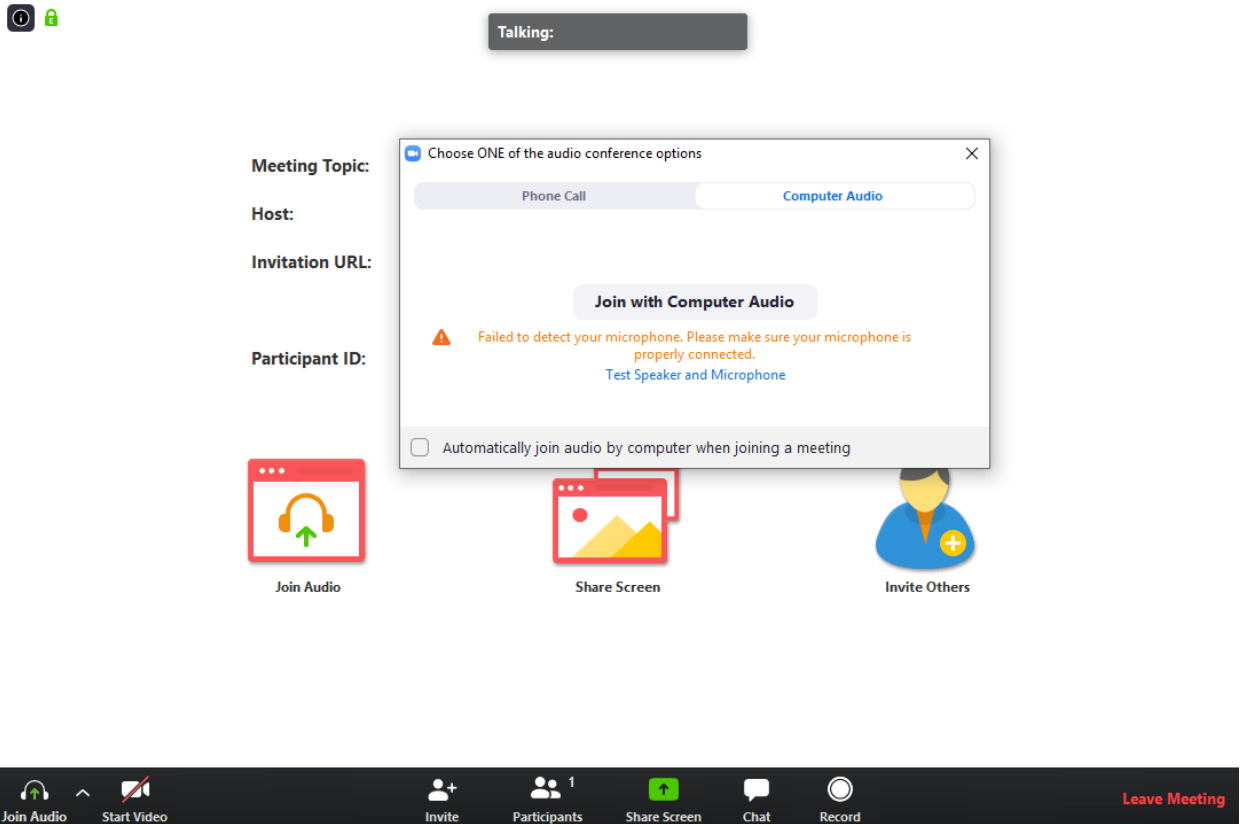 Talking:
Choose ONE of the audio conference options
Phone Call
Computer Audio
Meeting Topic:
Host:
Invitation URL:
Participant ID:
Join with Computer Audio
Failed to detect your microphone. Please make sure your microphone is
properly connected.
Test Speaker and Microphone
Automatically join audio by computer when joining a meeting
Join Audio
Share Screen
Invite Others
Join Audio
Start Video
Invite
Participants
1
Share Screen
Chat
Record
Leave Meeting